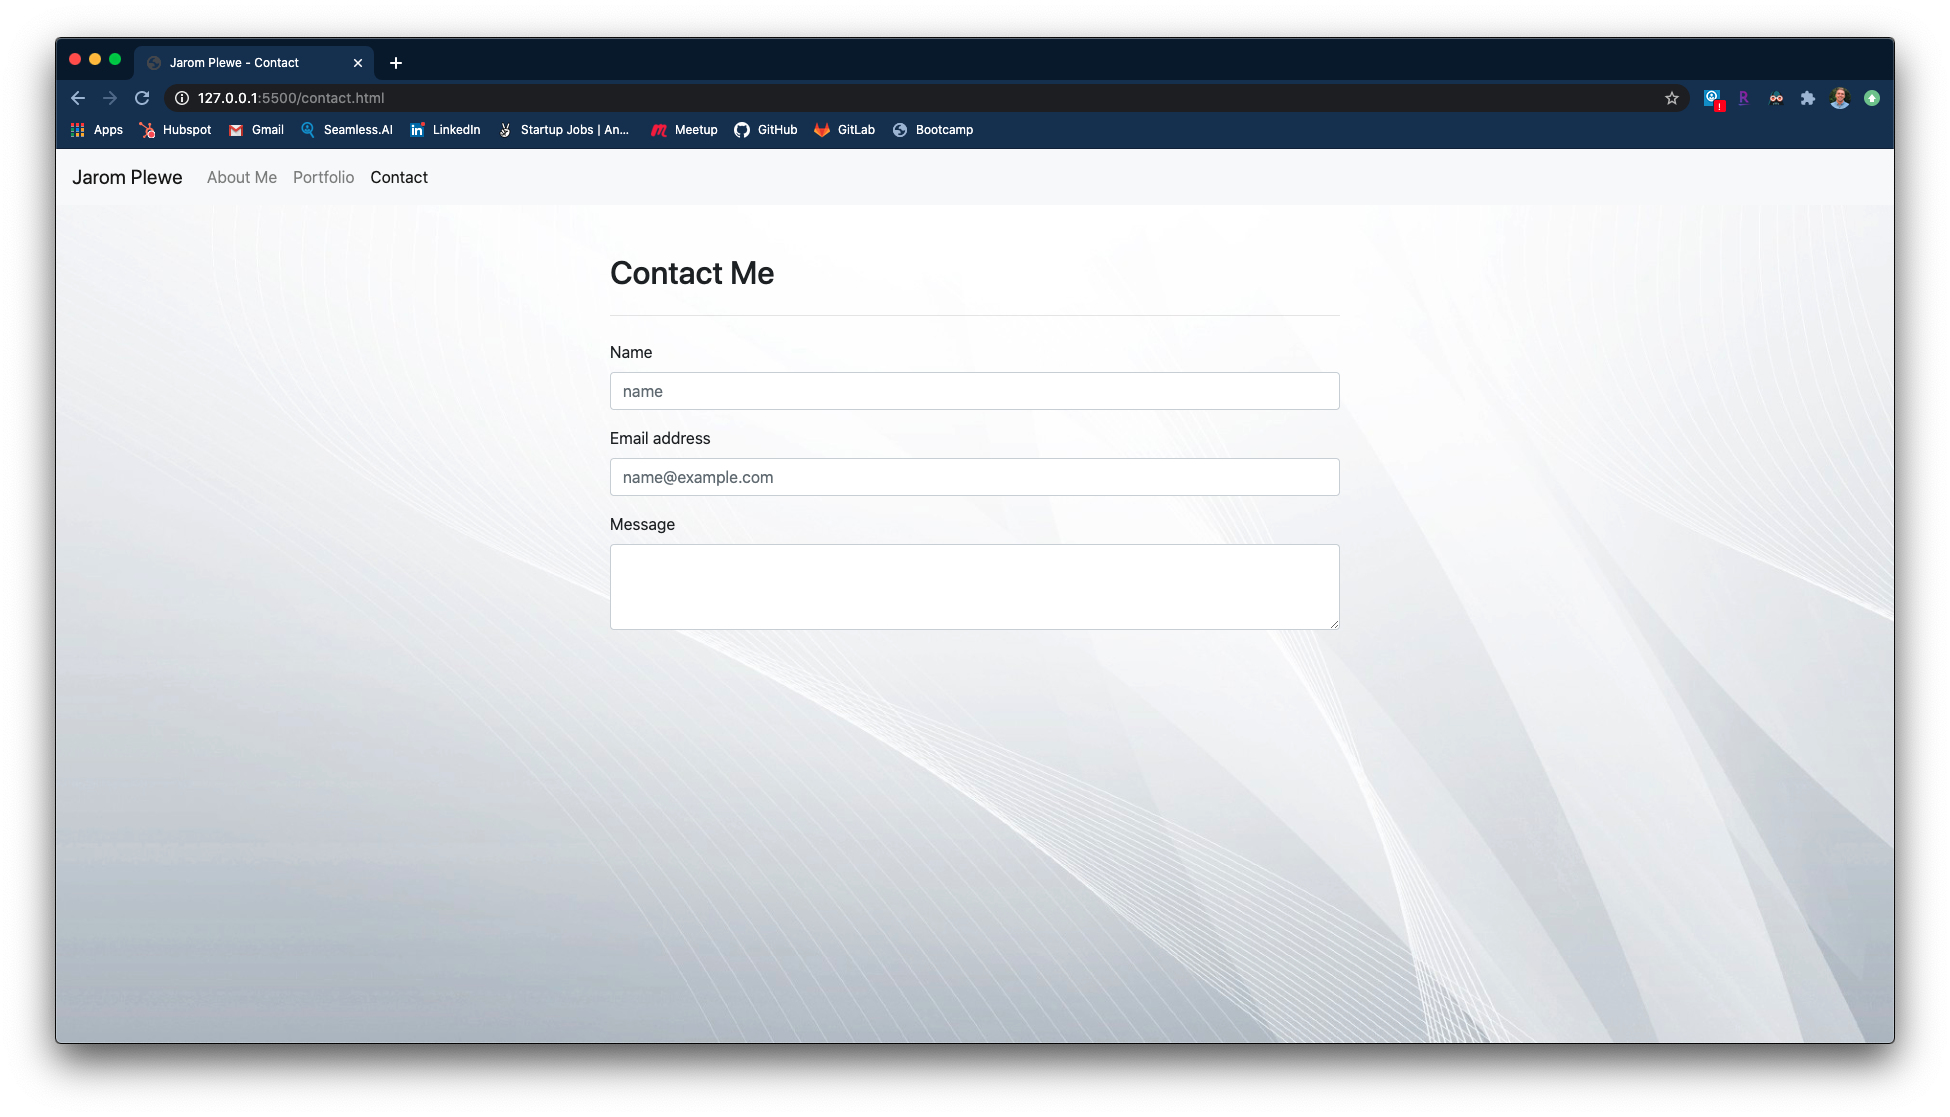 Jarom Plewe - Contact
127.0.0.1:5500/contact.html
Apps Hubspot Gmail Seamless.AI LinkedIn Startup Jobs | An... Meetup GitHub GitLab Bootcamp
Jarom Plewe About Me Portfolio Contact
Contact Me
Name
name
Email address
name@example.com
Message